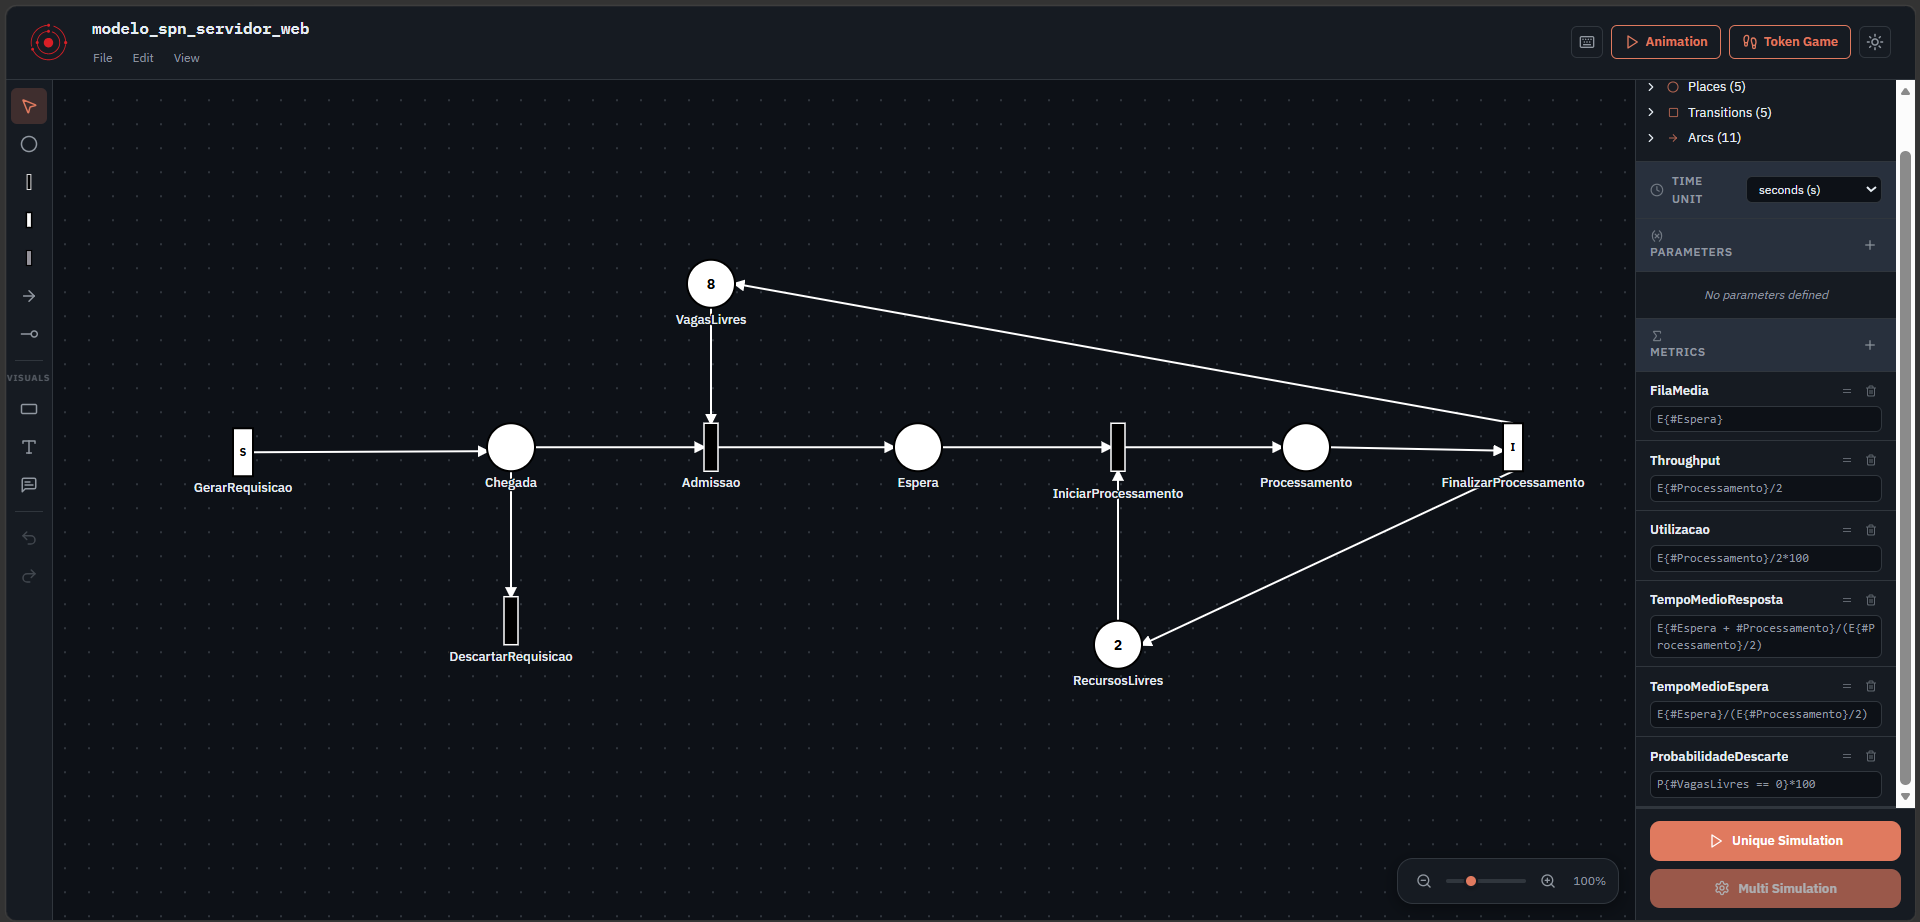 modelo_spn_servidor_web
File Edit View
Animation
Token Game
VISUALS
8
VagasLivres
S
GerarRequisicao
Chegada
Admissao
Espera
IniciarProcessamento
Processamento
I
FinalizarProcessamento
DescartarRequisicao
2
RecursosLivres
100%
Places (5)
Transitions (5)
Arcs (11)
TIME
UNIT
seconds (s)
(x)
PARAMETERS
No parameters defined
Σ
METRICS
FilaMedia
E{#Espera}
Throughput
E{#Processamento}/2
Utilizacao
E{#Processamento}/2*100
TempoMedioResposta
E{#Espera + #Processamento}/(E{#P
rocessamento}/2)
TempoMedioEspera
E{#Espera}/(E{#Processamento}/2)
ProbabilidadeDescarte
P{#VagasLivres == 0}*100
Unique Simulation
Multi Simulation